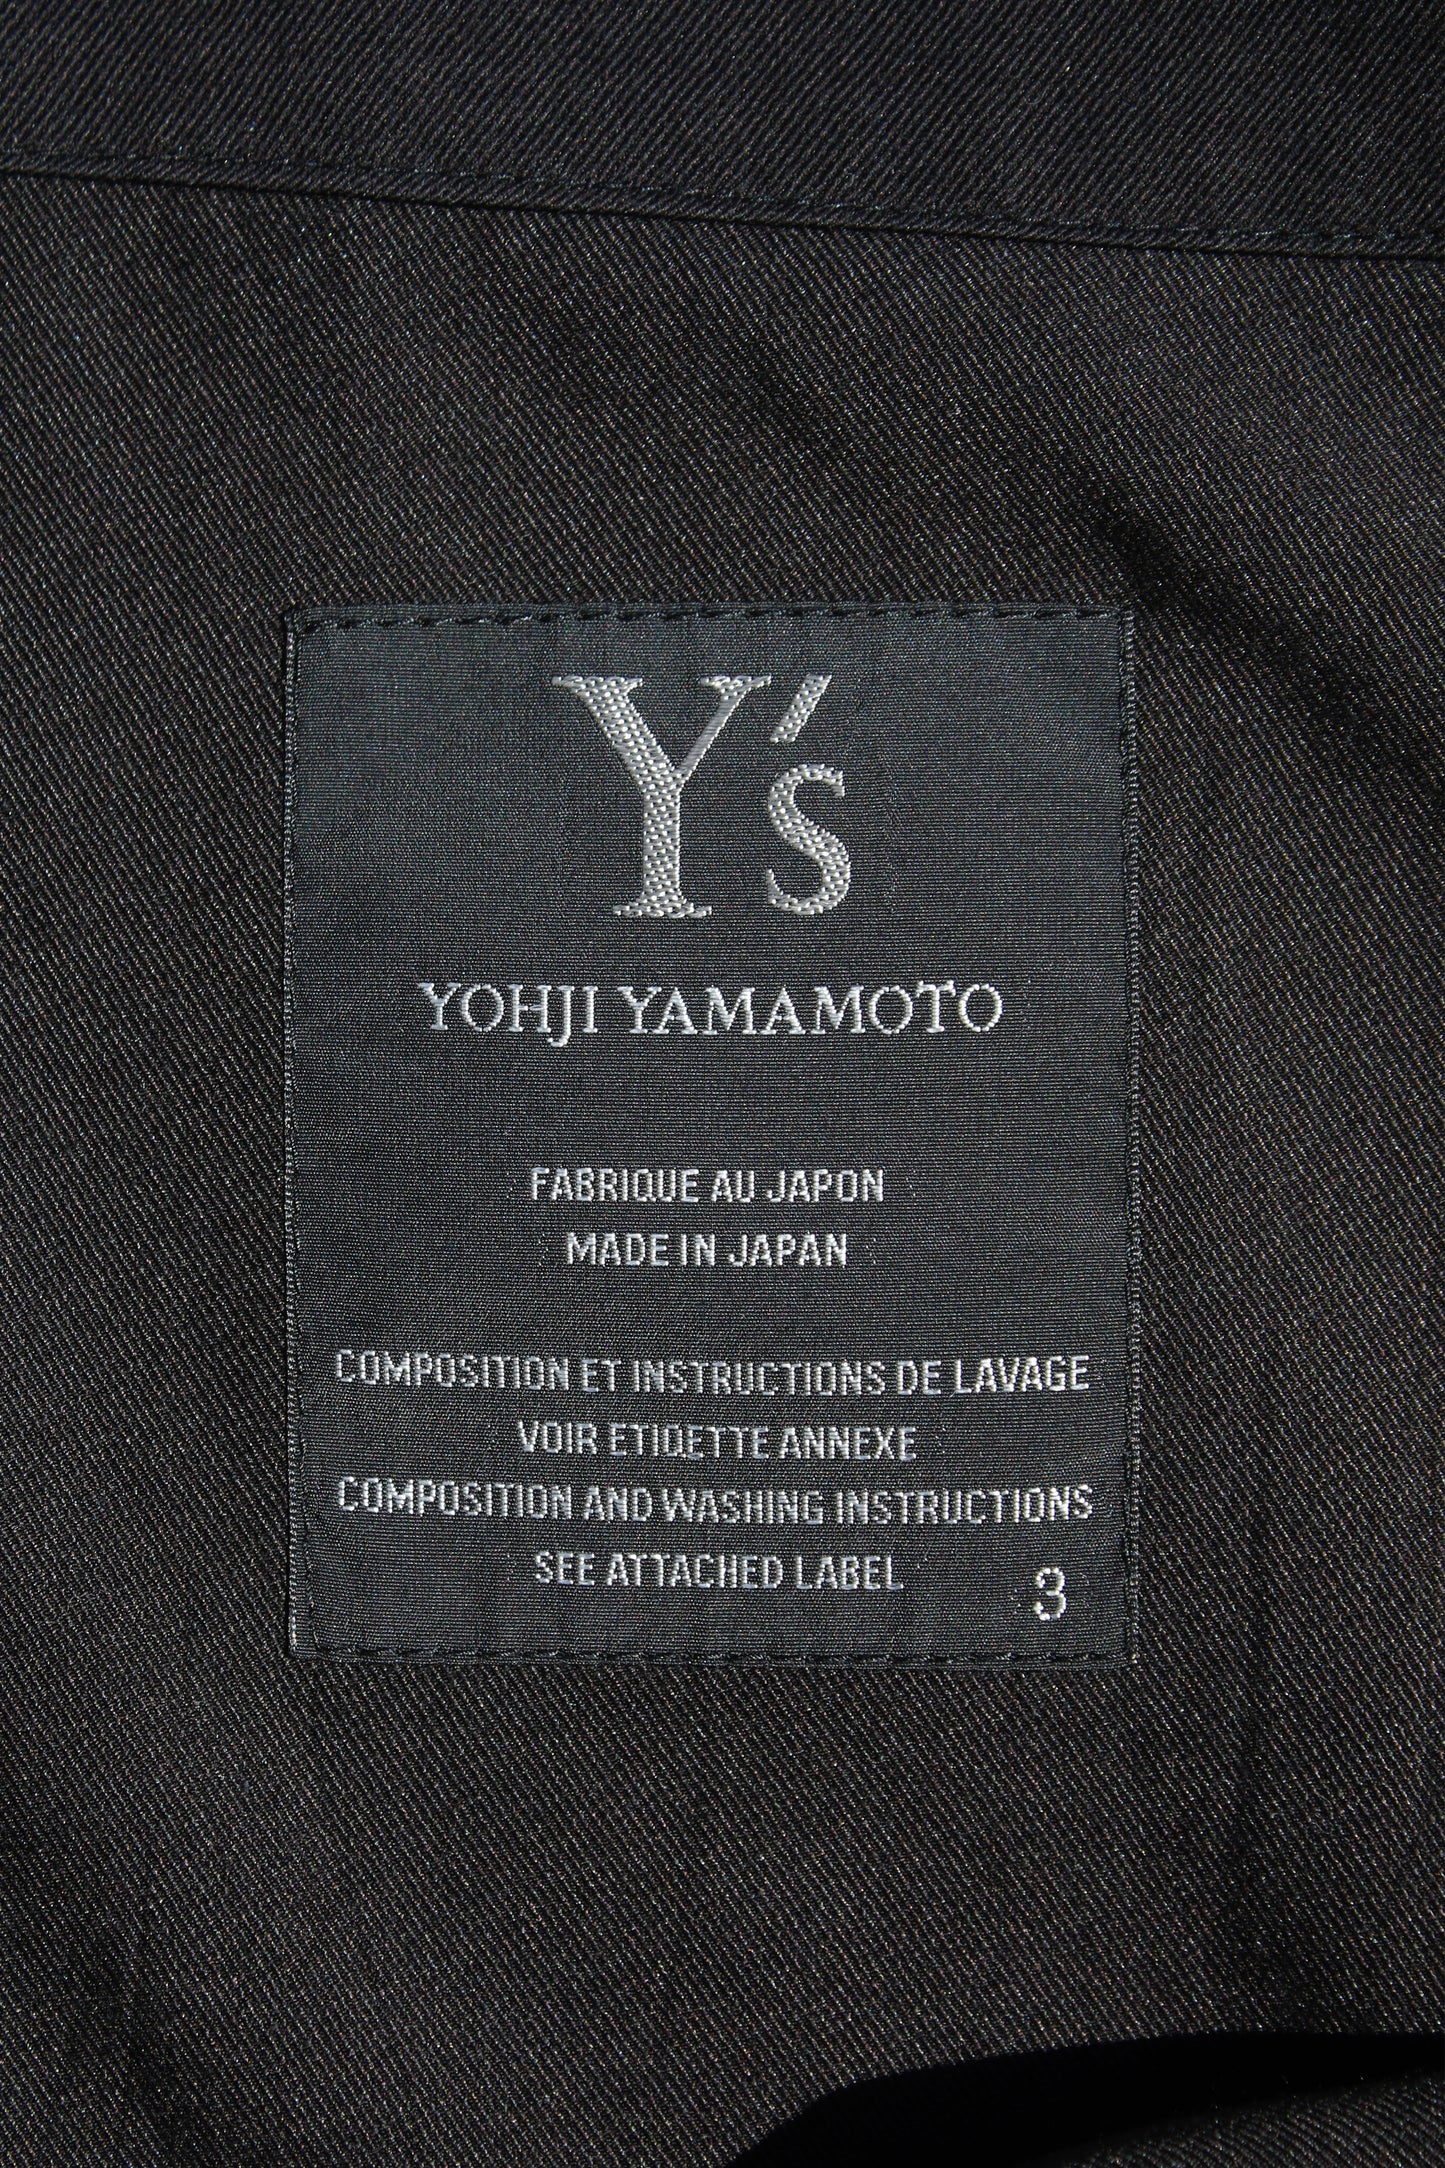 Y's
YOHJI YAMAMOTO
FABRIQUE AU JAPON
MADE IN JAPAN
COMPOSITION ET INSTRUCTIONS DE LAVAGE
VOIR ETIQETTE ANNEXE
COMPOSITION AND WASHING INSTRUCTIONS
SEE ATTACHED LABEL
3